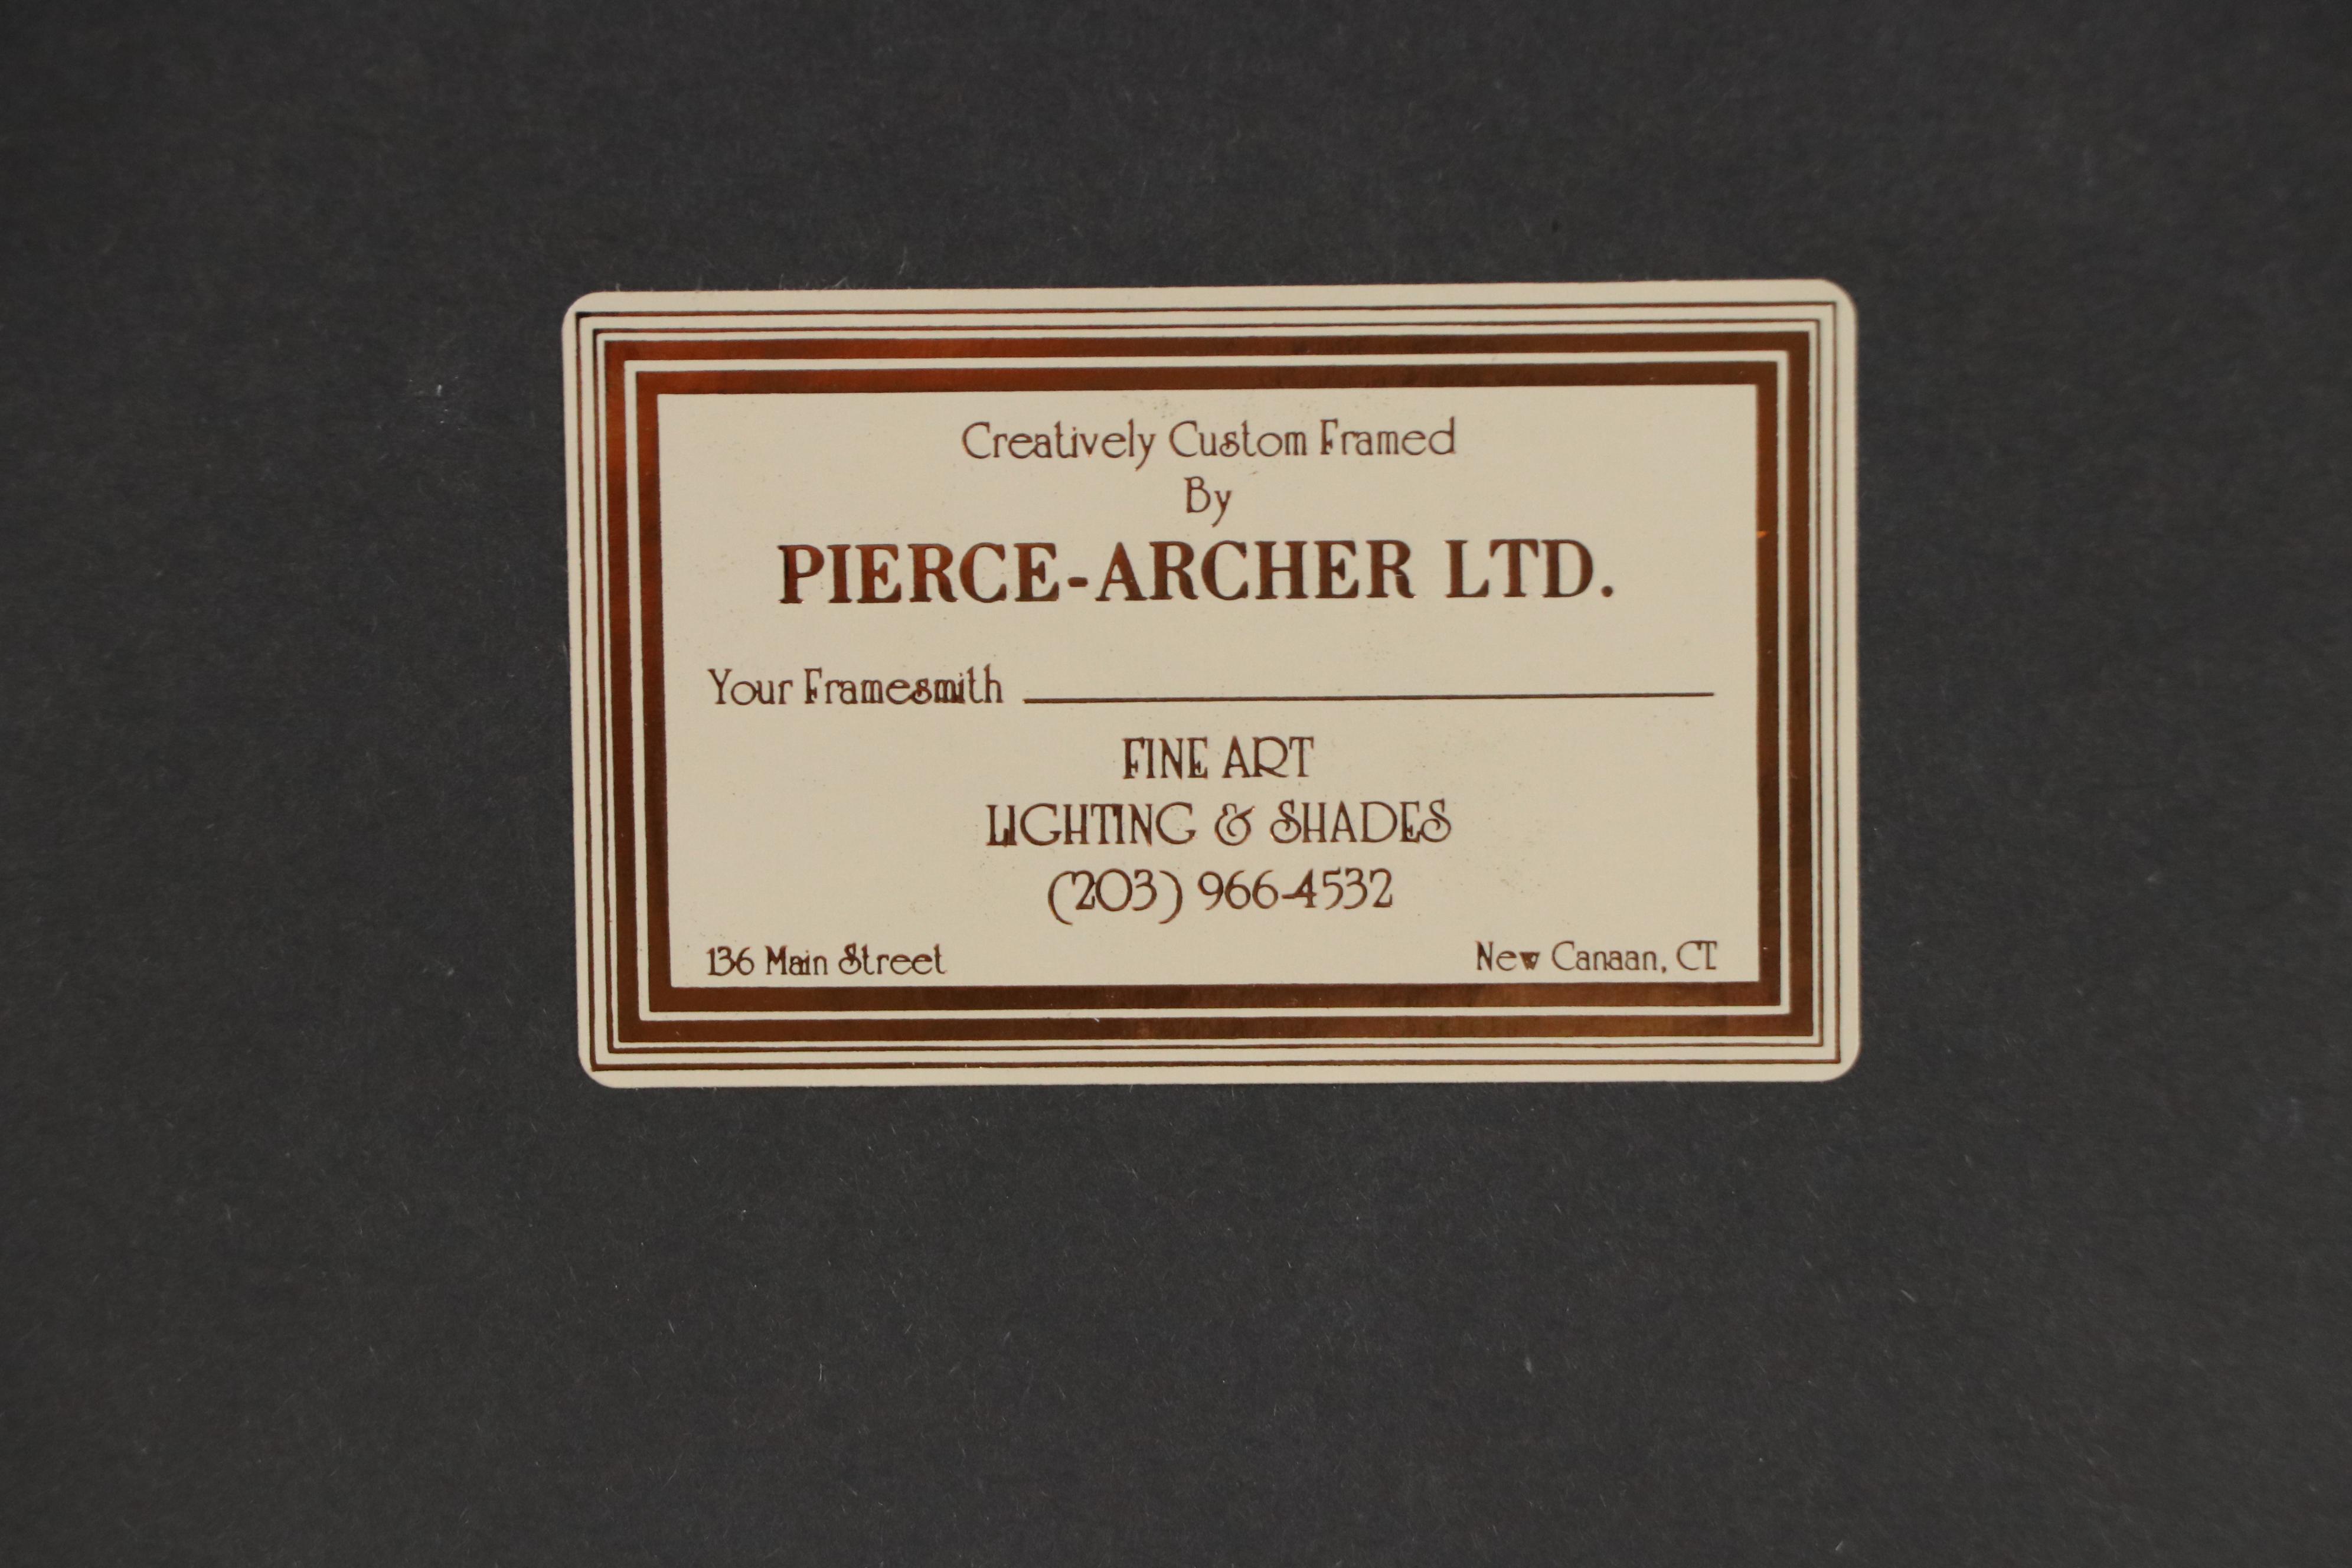 Creatively Custom Framed
By
PIERCE-ARCHER LTD.
Your Framesmith
FINE ART
LIGHTING & SHADES
(203) 966-4532
136 Main Street New Canaan, CT